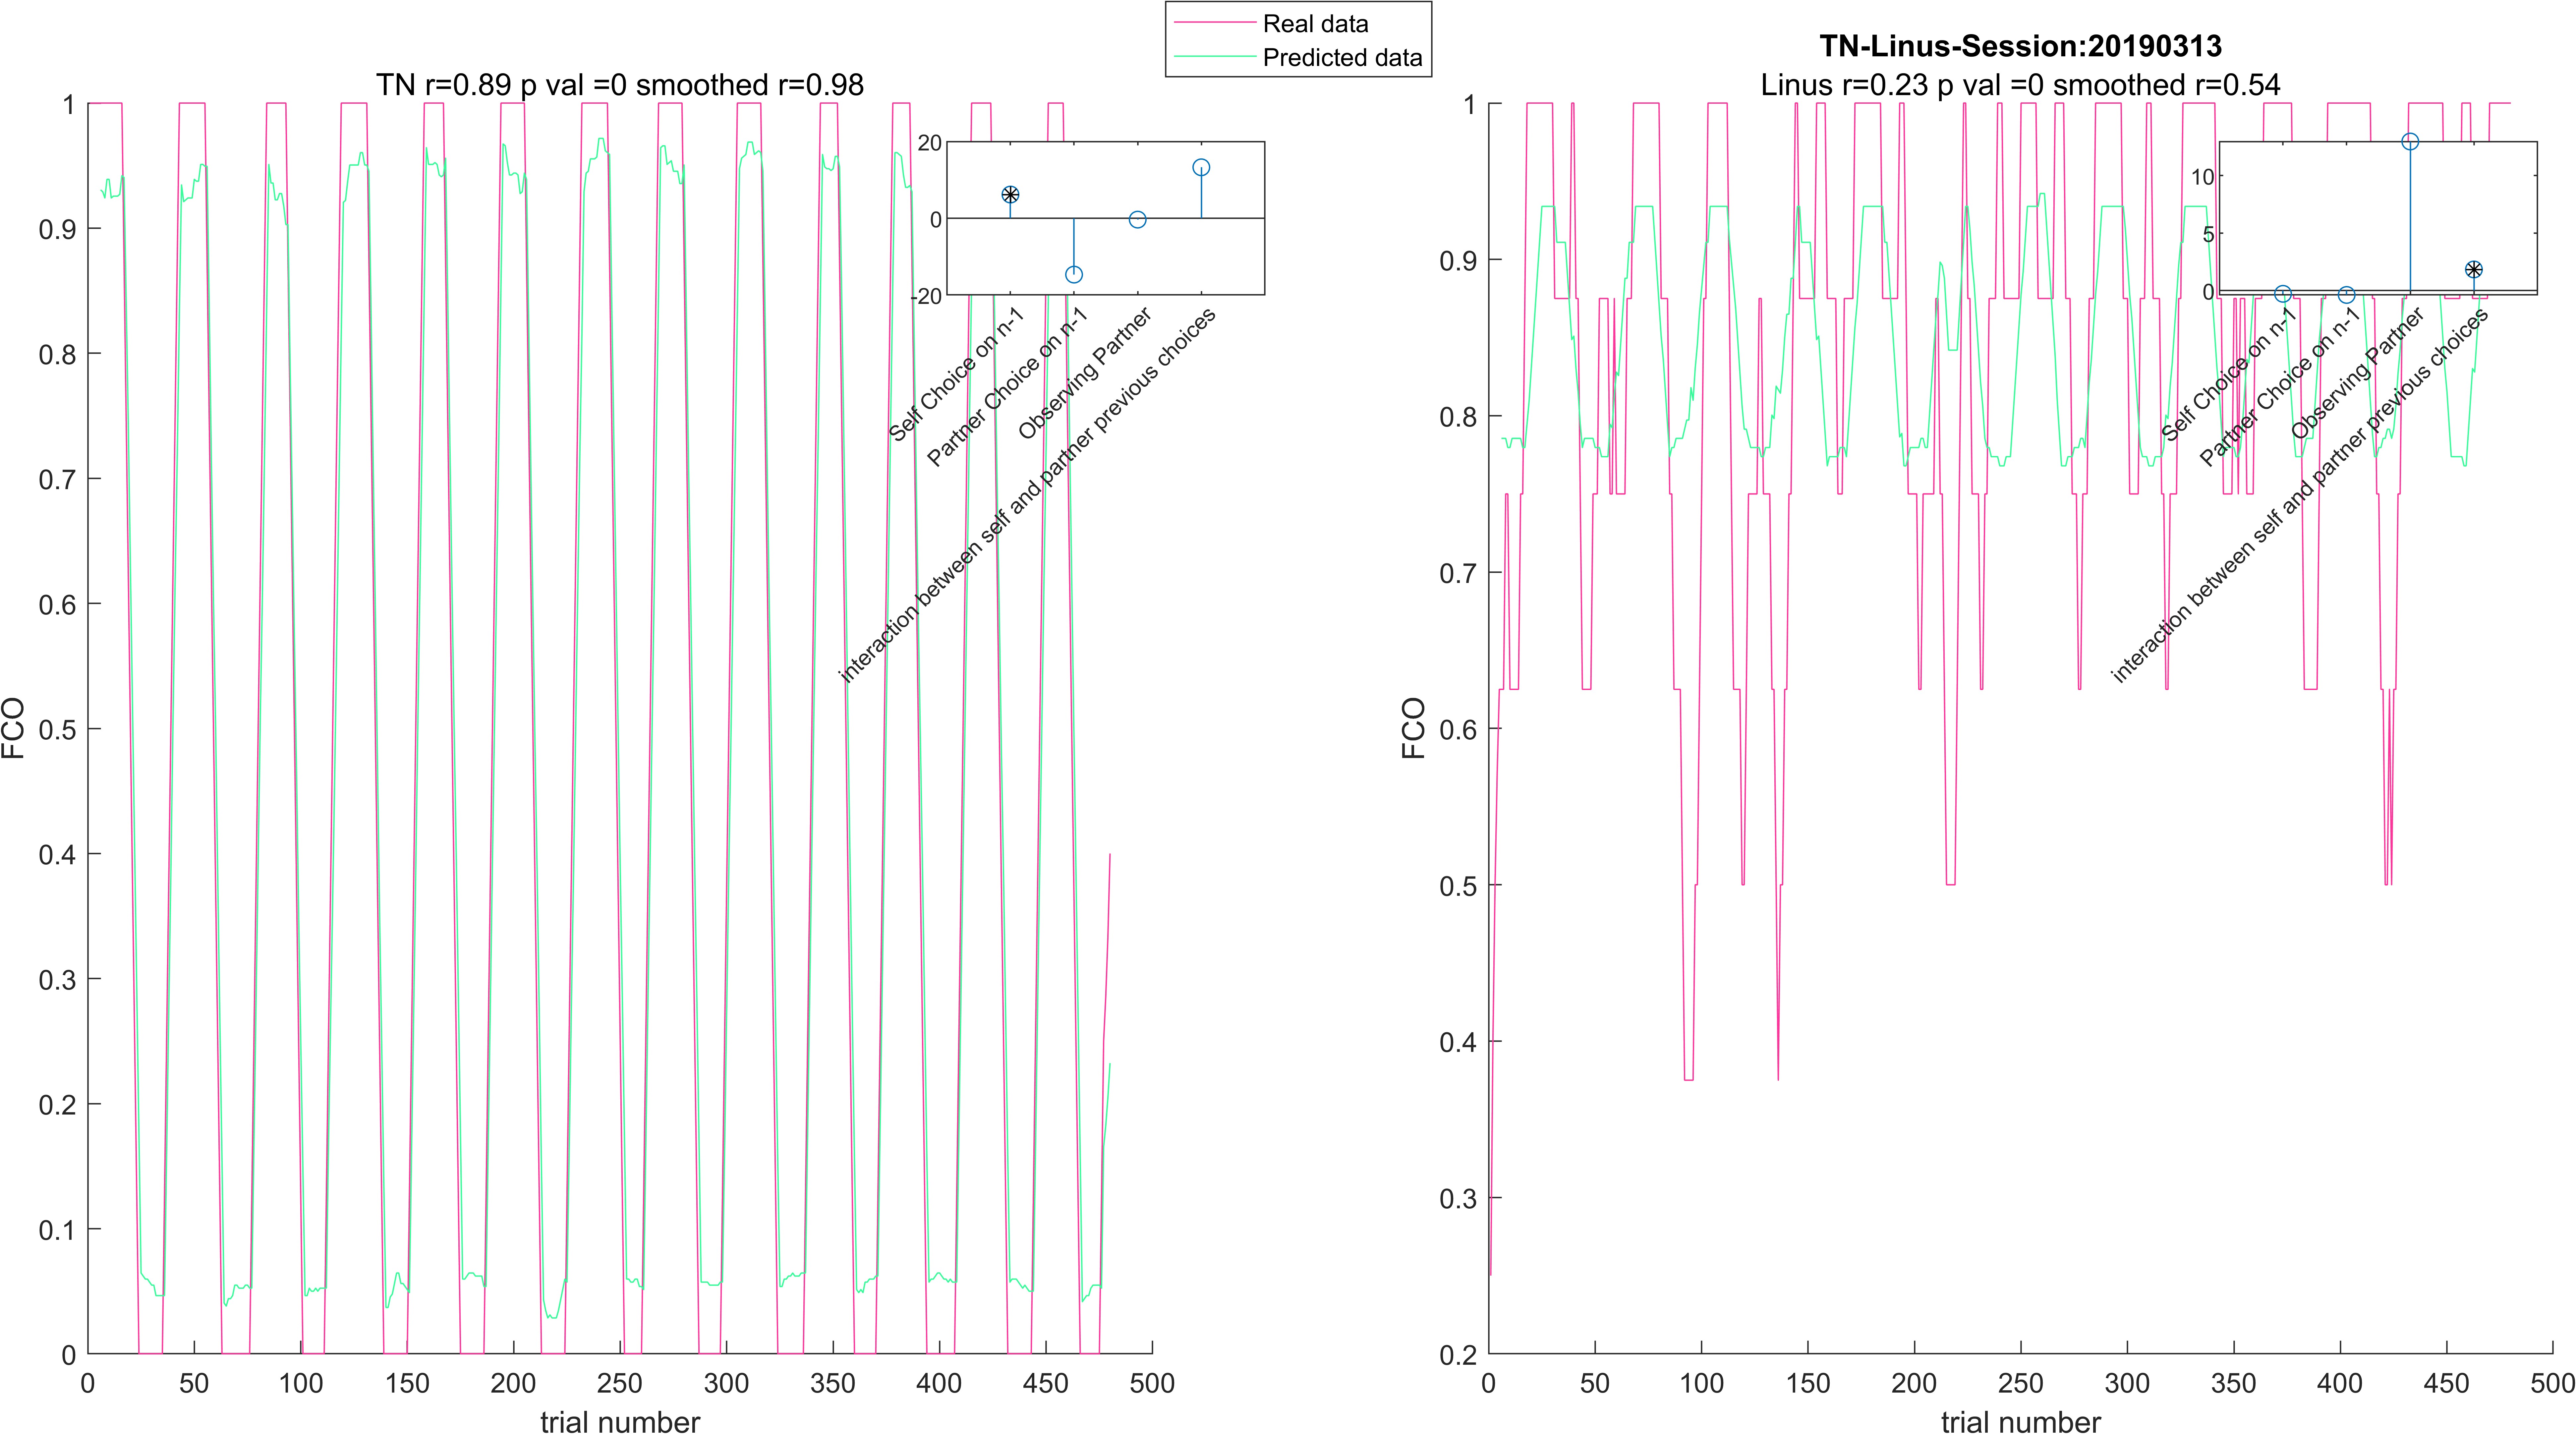 Real data
Predicted data
TN r=0.89 p val =0 smoothed r=0.98
1
0.9
0.8
0.7
0.6
0.5
0.4
0.3
0.2
0.1
0
FCO
0
50
100
150
200
250
300
350
400
450
500
trial number
20
0
-20
Self Choice on n-1
Partner Choice on n-1
Observing Partner
interaction between self and partner previous choices
TN-Linus-Session:20190313
Linus r=0.23 p val =0 smoothed r=0.54
1
0.9
0.8
0.7
0.6
0.5
0.4
0.3
0.2
FCO
0
50
100
150
200
250
300
350
400
450
500
trial number
10
5
0
Self Choice on n-1
Partner Choice on n-1
Observing Partner
interaction between self and partner previous choices